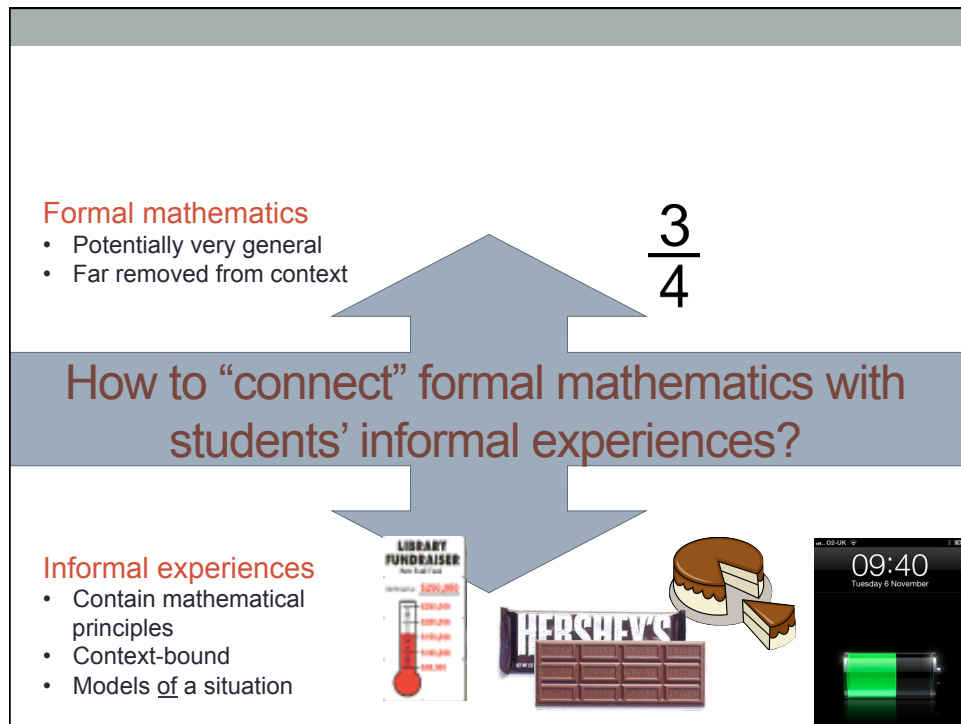 Formal mathematics
• Potentially very general
• Far removed from context
3
4
How to “connect” formal mathematics with
students’ informal experiences?
Informal experiences
• Contain mathematical
principles
• Context-bound
• Models of a situation
LIBRARY
FUNDRAISER
$250,000
HERSHEY'S
O2-UK
09:40
Tuesday 6 November